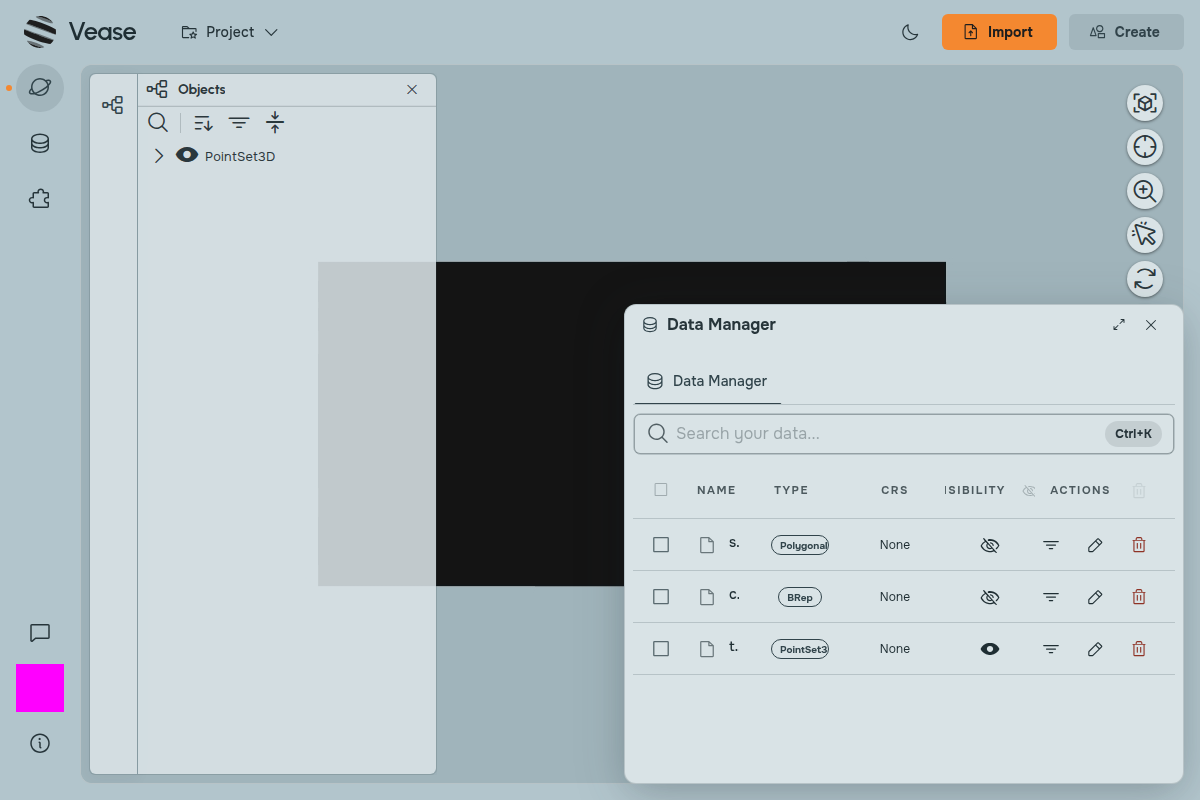 Vease
Project
Import
Create
Objects
PointSet3D
Data Manager
Data Manager
Search your data...
Ctrl+K
NAME TYPE CRS ISIBILITY ACTIONS
S. Polygonal None
C. BRep None
t. PointSet3 None